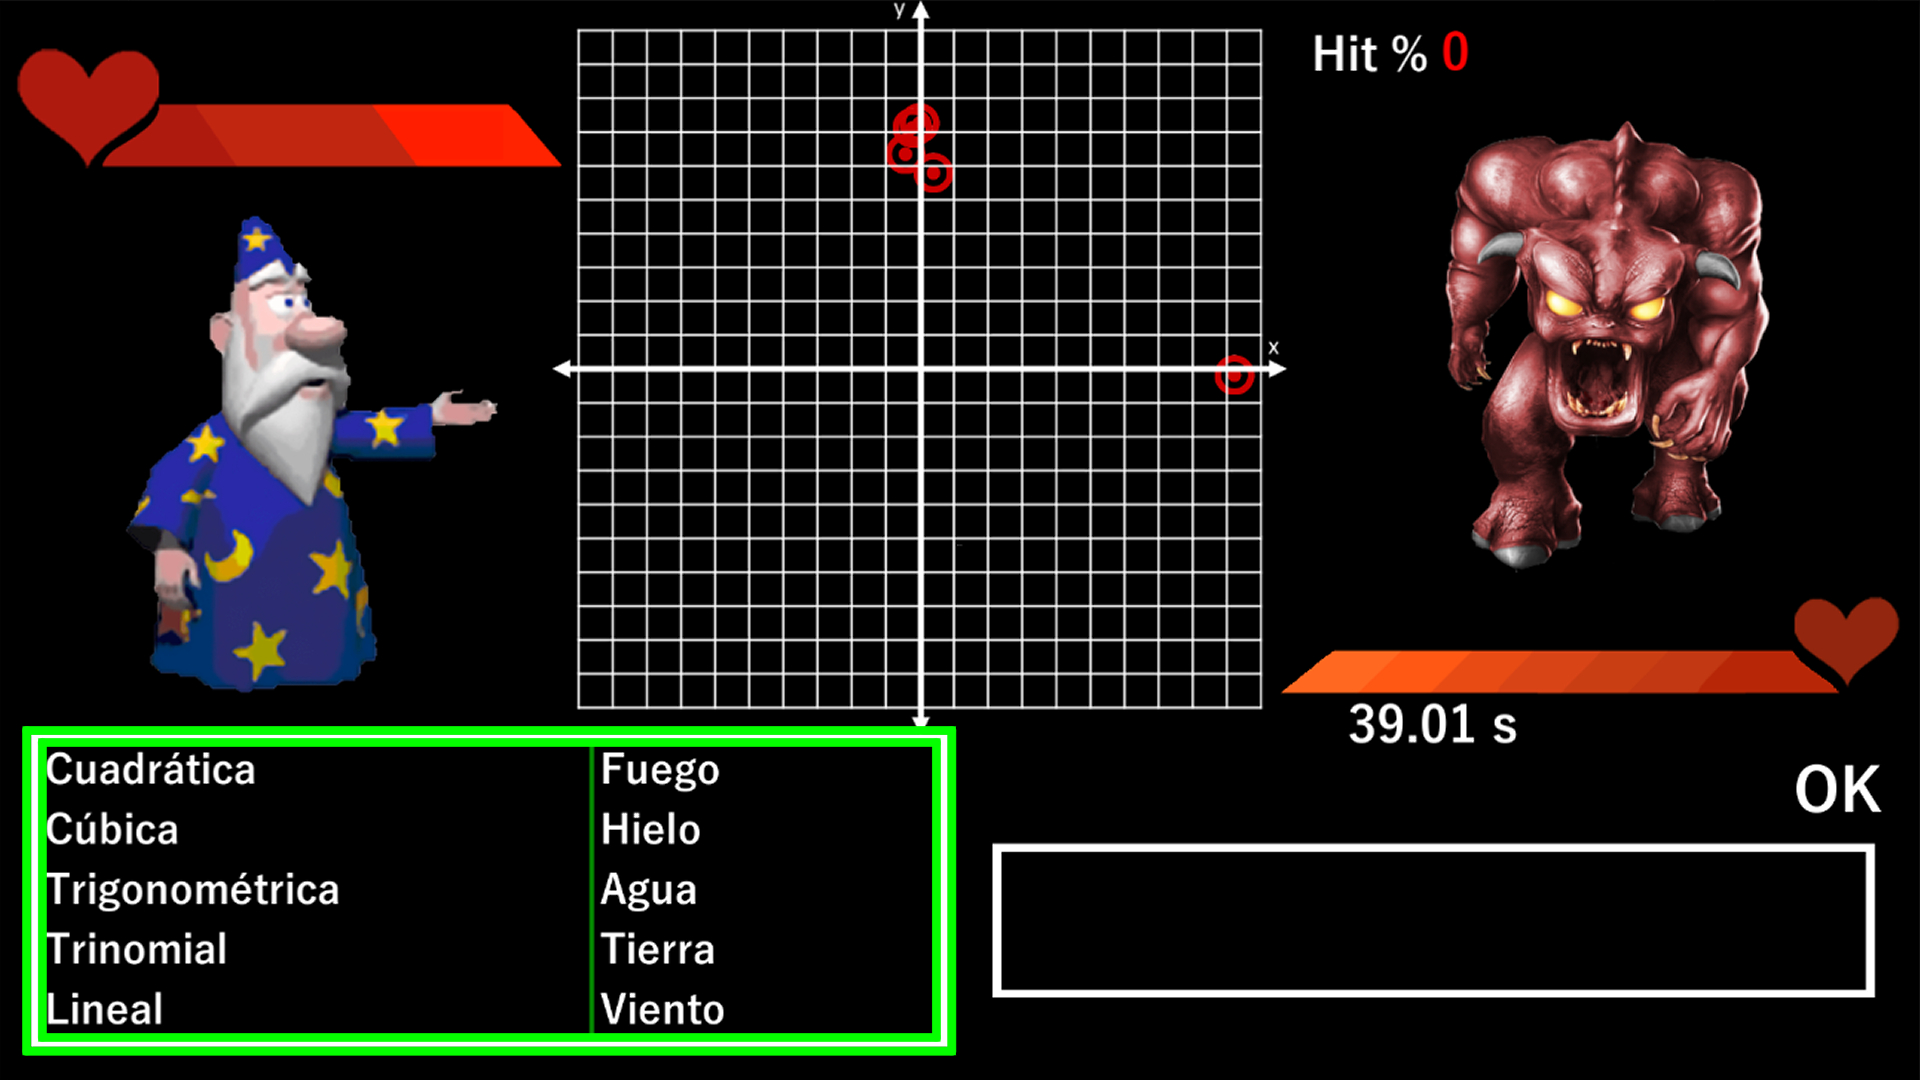 y
Hit % 0
x
39.01 s
OK
Cuadrática
Fuego
Cúbica
Hielo
Trigonométrica
Agua
Trinomial
Tierra
Lineal
Viento